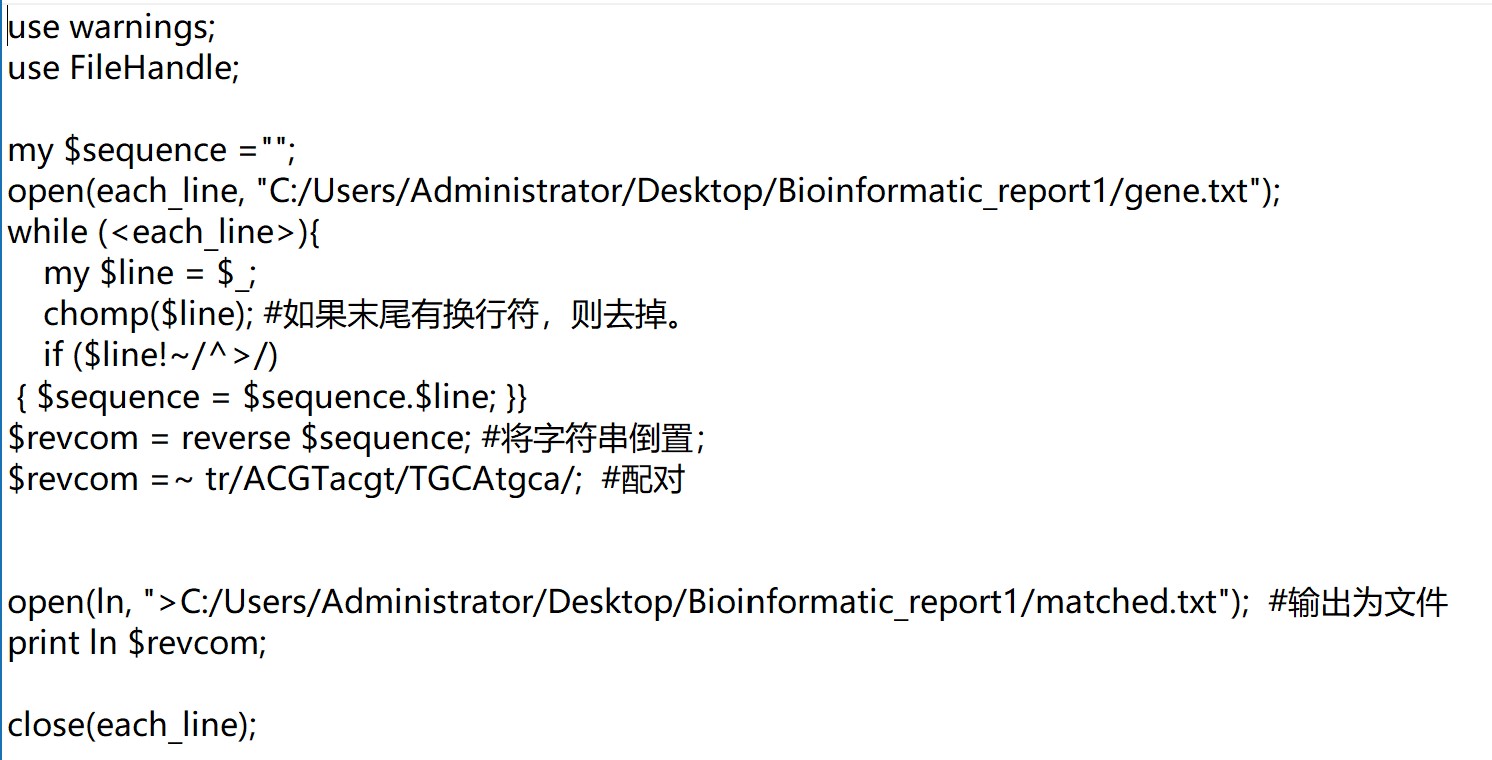 use warnings;
use FileHandle;
my $sequence ="";
open(each_line, "C:/Users/Administrator/Desktop/Bioinformatic_report1/gene.txt");
while (<each_line>){
my $line = $_;
chomp($line); #如果末尾有换行符，则去掉。
if ($line!~/^>/)
{ $sequence = $sequence.$line; }}
$revcom = reverse $sequence; #将字符串倒置；
$revcom =~ tr/ACGTacgt/TGCAtgca/;  #配对
open(ln, ">C:/Users/Administrator/Desktop/Bioinformatic_report1/matched.txt");  #输出为文件
print ln $revcom;
close(each_line);